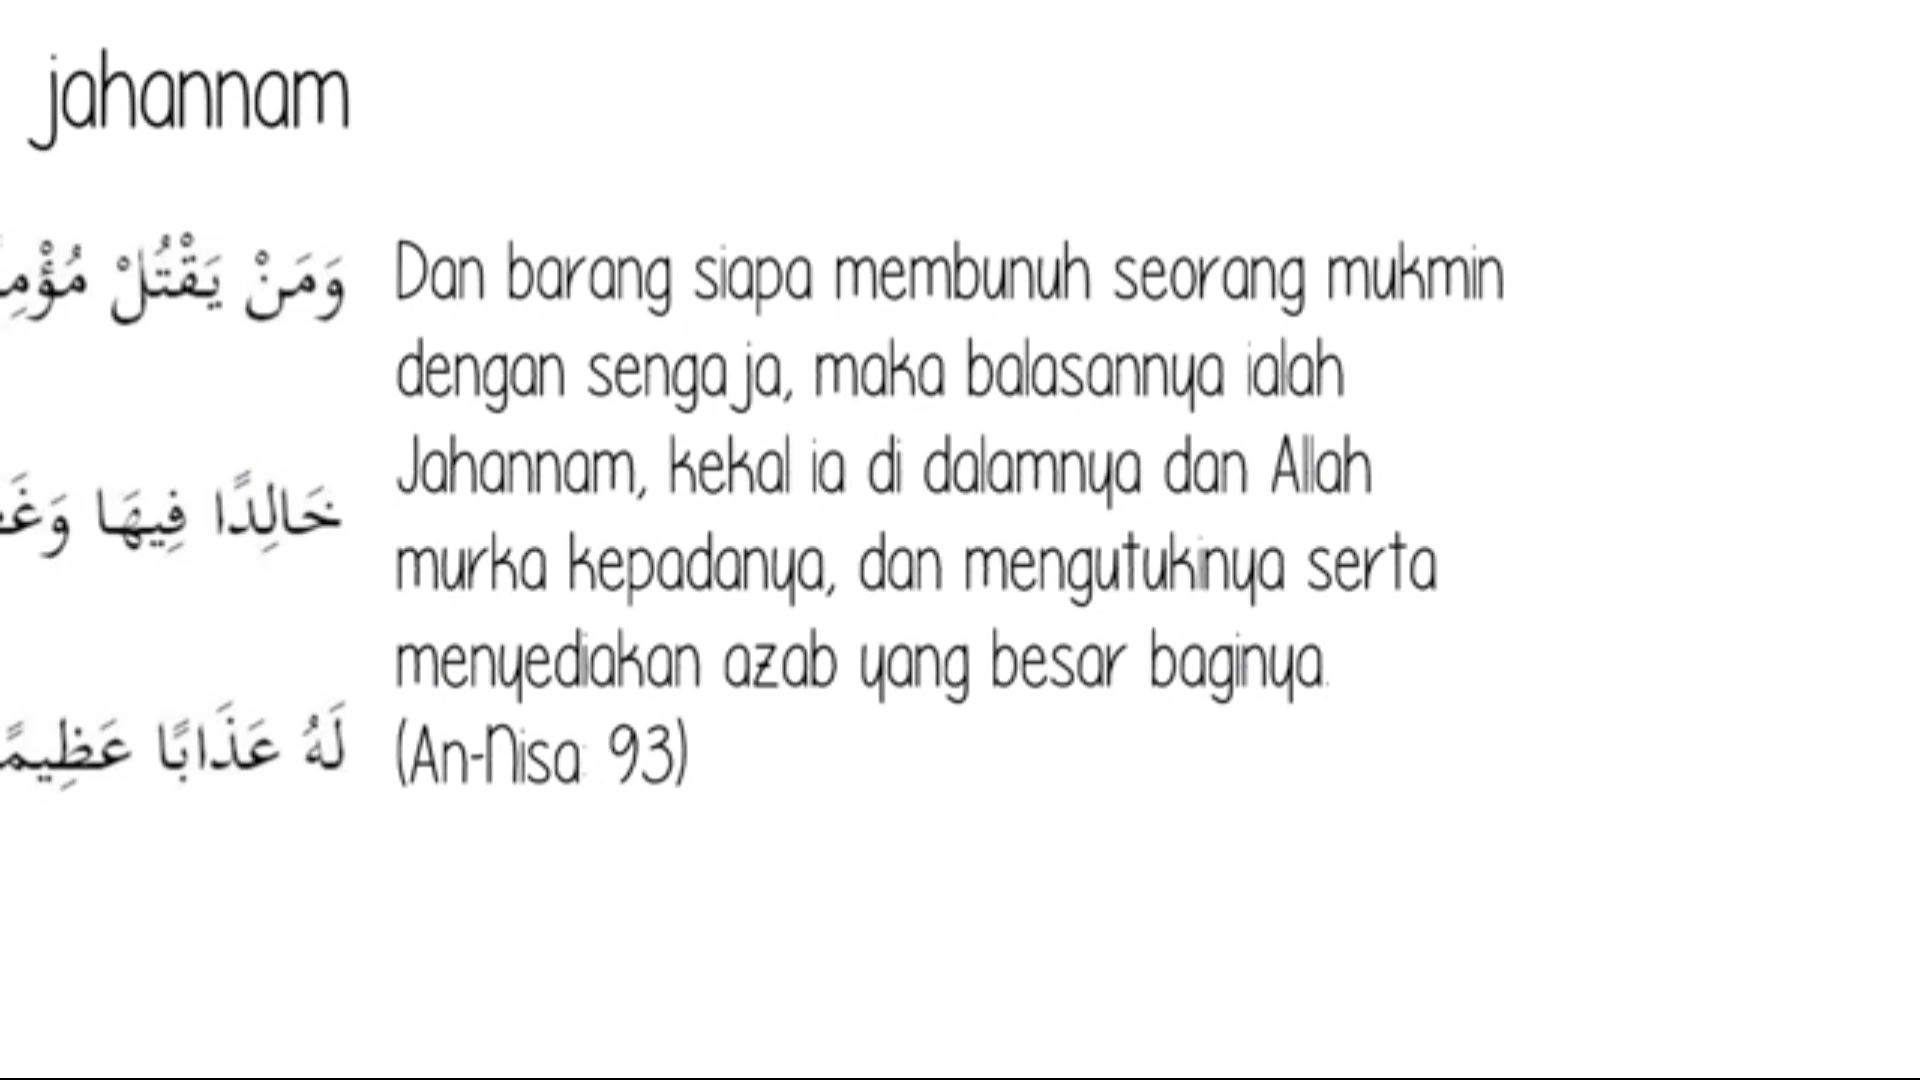 jahannam
وَمَنْ يَقْتُلْ
Dan barang siapa membunuh seorang mukmin
dengan sengaja, maka balasannya ialah
Jahannam, kekal ia di dalamnya dan Allah
murka kepadanya, dan mengutukinya serta
menyediakan azab yang besar baginya.
(An-Nisa: 93)
خَالِدًا فِيهَا
لَهُ عَذَابًا